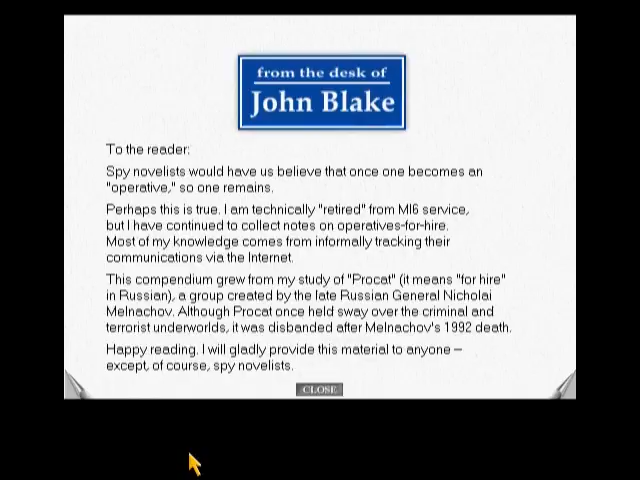 from the desk of
John Blake
To the reader:
Spy novelists would have us believe that once one becomes an
"operative," so one remains.
Perhaps this is true. I am technically "retired" from MI6 service,
but I have continued to collect notes on operatives-for-hire.
Most of my knowledge comes from informally tracking their
communications via the Internet.
This compendium grew from my study of "Procat" (it means "for hire"
in Russian), a group created by the late Russian General Nicholai
Melnachov. Although Procat once held sway over the criminal and
terrorist underworlds, it was disbanded after Melnachov's 1992 death.
Happy reading. I will gladly provide this material to anyone –
except, of course, spy novelists.
CLOSE